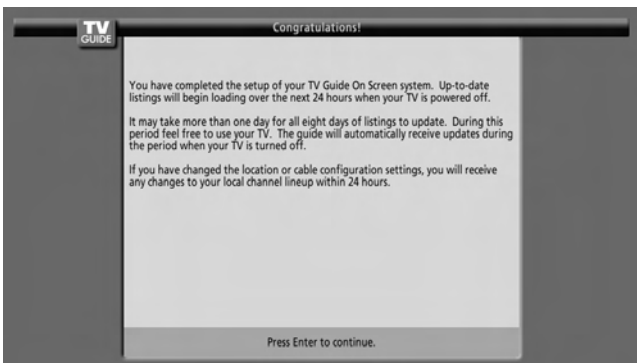 TV
GUIDE
Congratulations!
You have completed the setup of your TV Guide On Screen system. Up-to-date
listings will begin loading over the next 24 hours when your TV is powered off.
It may take more than one day for all eight days of listings to update. During this
period feel free to use your TV. The guide will automatically receive updates during
the period when your TV is turned off.
If you have changed the location or cable configuration settings, you will receive
any changes to your local channel lineup within 24 hours.
Press Enter to continue.